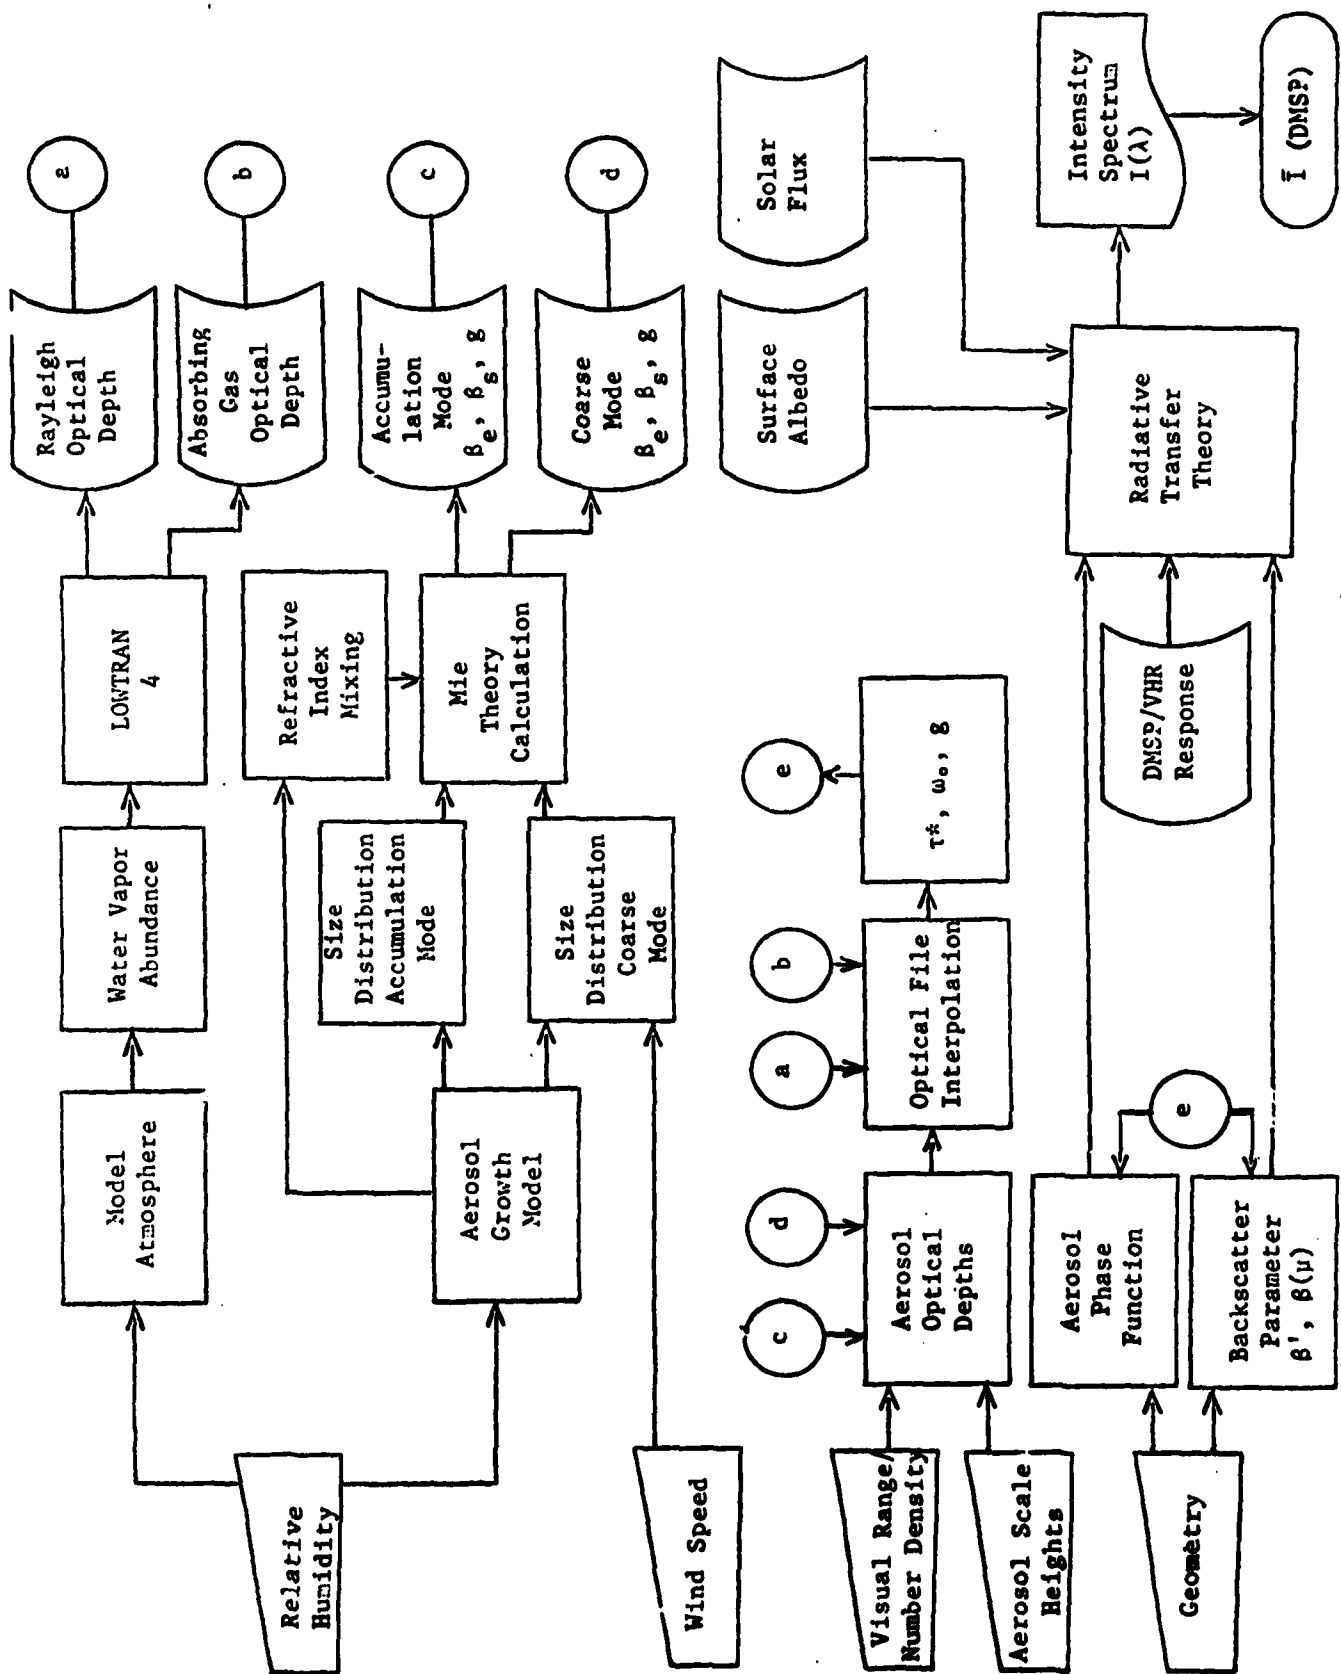 Relative
Humidity
Model
Atmosphere
Water Vapor
Abundance
LOWTRAN
4
Rayleigh
Optical
Depth
a
Absorbing
Gas
Optical
Depth
b
Aerosol
Growth
Model
Refractive
Index
Mixing
Size
Distribution
Accumulation
Mode
Mie
Theory
Calculation
Accumu-
lation
Mode
βe, βs, g
c
Size
Distribution
Coarse
Mode
Coarse
Mode
βe, βs, g
d
Wind Speed
Visual Range/
Number Density
Aerosol Scale
Heights
c
d
Aerosol
Optical
Depths
a
b
Optical File
Interpolation
τ*, ωo, g
e
Surface
Albedo
Solar
Flux
Geometry
Aerosol
Phase
Function
Backscatter
Parameter
β', β(μ)
e
DMSP/VHR
Response
Radiative
Transfer
Theory
Intensity
Spectrum
I(λ)
Ī (DMSP)